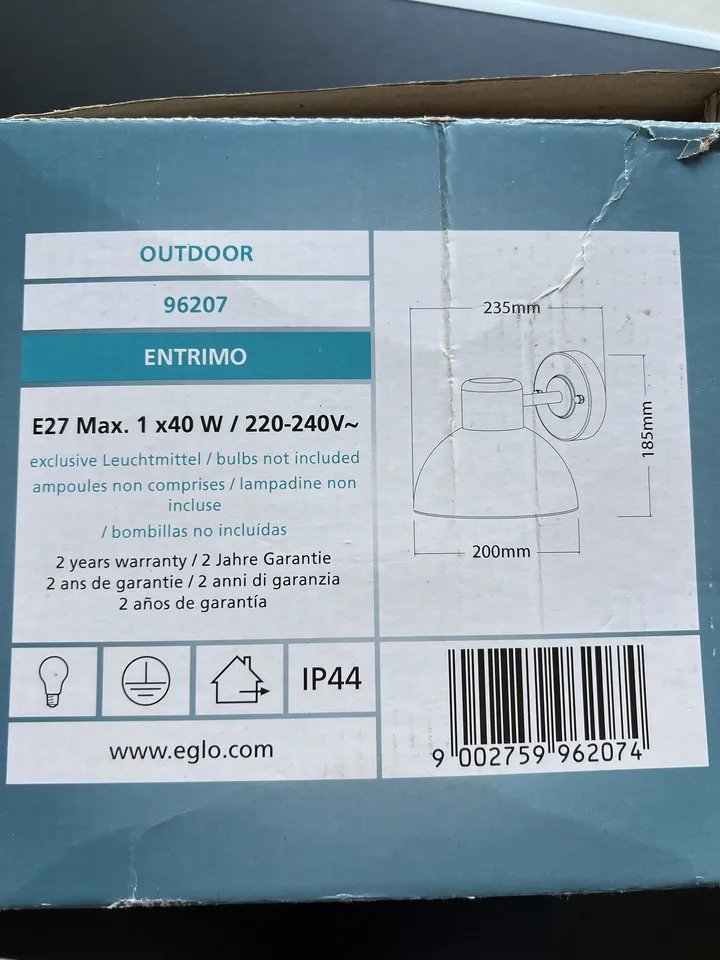 OUTDOOR
96207
ENTRIMO
E27 Max. 1 x40 W / 220-240V~
exclusive Leuchtmittel / bulbs not included
ampoules non comprises / lampadine non
incluse
/ bombillas no incluídas
2 years warranty / 2 Jahre Garantie
2 ans de garantie / 2 anni di garanzia
2 años de garantía
IP44
www.eglo.com
235mm
185mm
200mm
9 002759 962074